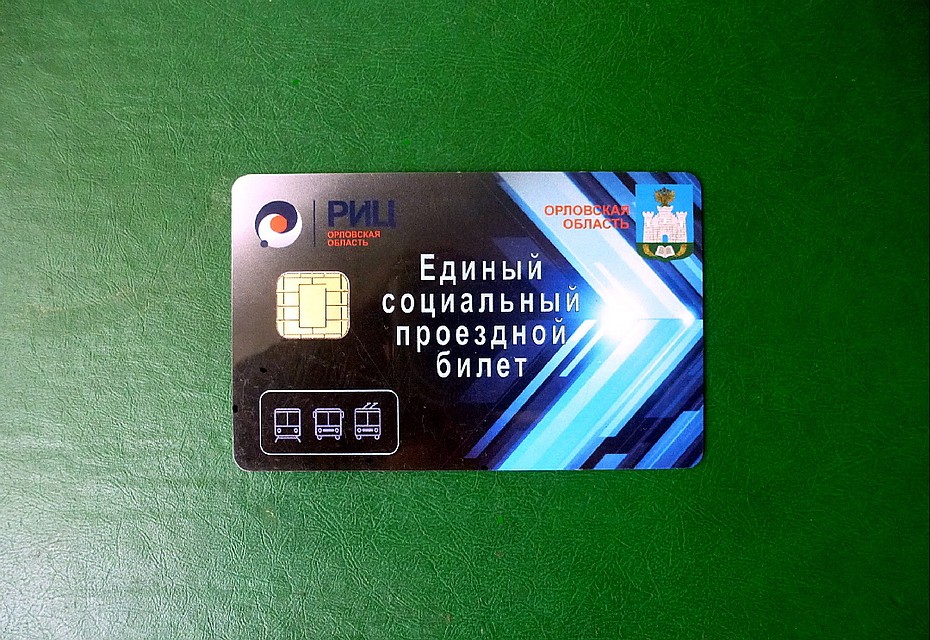 РИЦ
ОРЛОВСКАЯ
ОБЛАСТЬ
ОРЛОВСКАЯ
ОБЛАСТЬ
Единый
социальный
проездной
билет